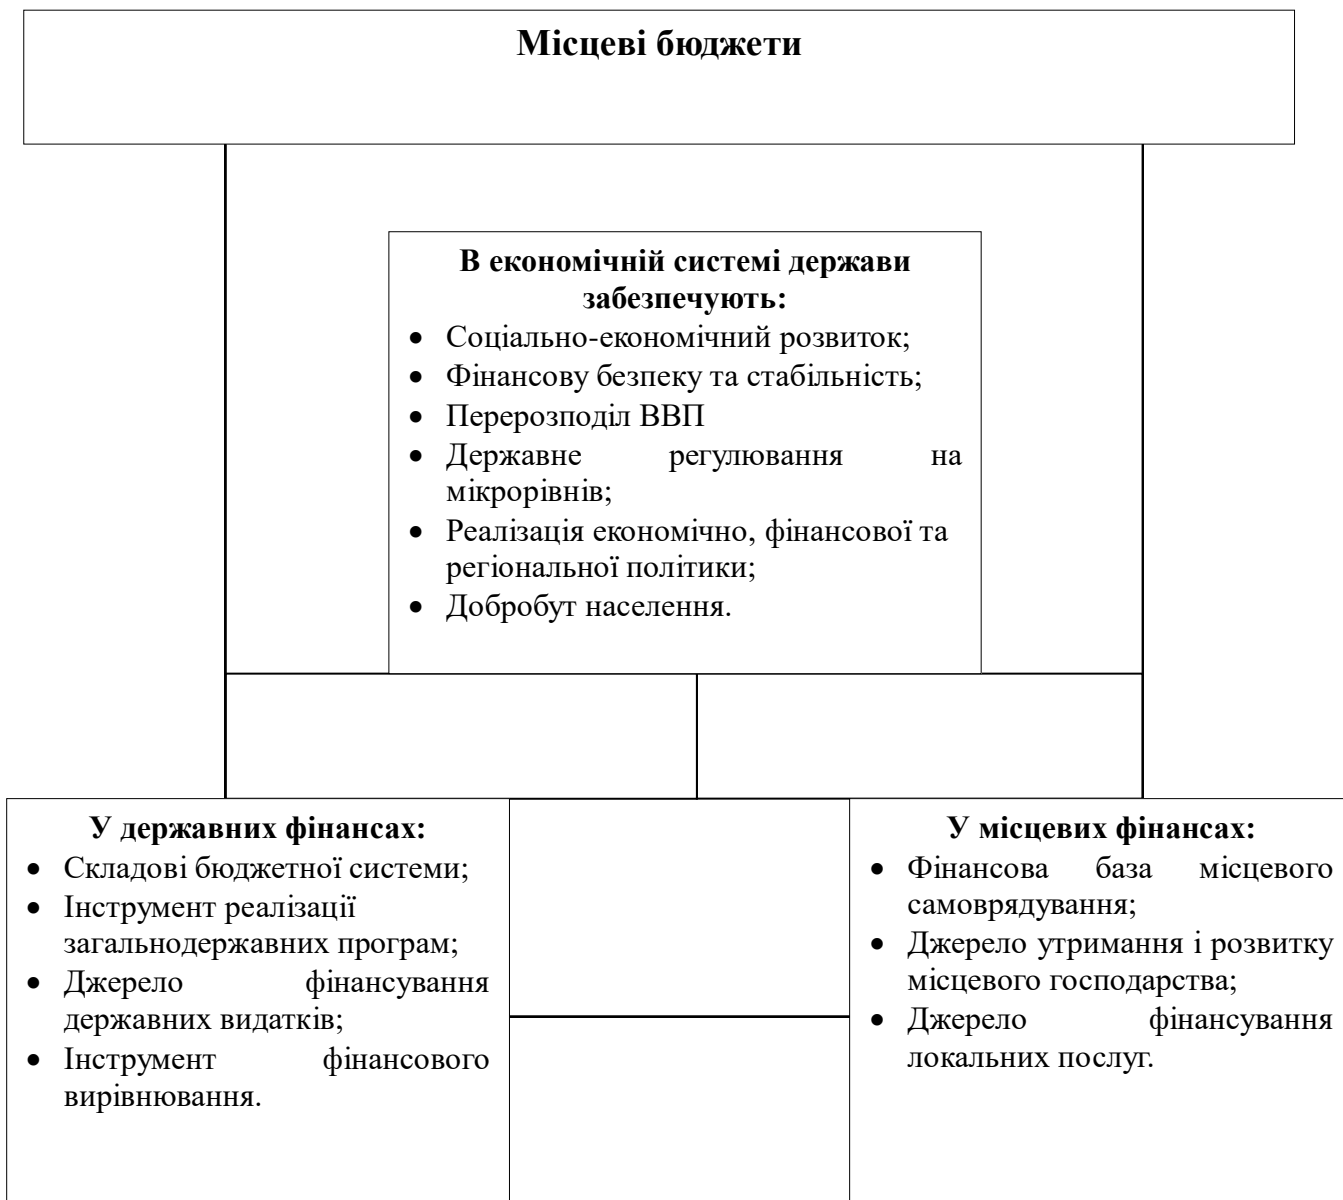 Місцеві бюджети
В економічній системі держави
забезпечують:
• Соціально-економічний розвиток;
• Фінансову безпеку та стабільність;
• Перерозподіл ВВП
• Державне регулювання на
мікрорівнів;
• Реалізація економічно, фінансової та
регіональної політики;
• Добробут населення.
У державних фінансах:
• Складові бюджетної системи;
• Інструмент реалізації
загальнодержавних програм;
• Джерело фінансування
державних видатків;
• Інструмент фінансового
вирівнювання.
У місцевих фінансах:
• Фінансова база місцевого
самоврядування;
• Джерело утримання і розвитку
місцевого господарства;
• Джерело фінансування
локальних послуг.